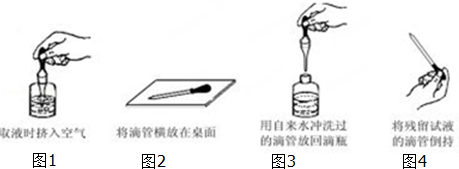 取液时挤入空气
图1
将滴管横放在桌面
图2
用自来水冲洗过
的滴管放回滴瓶
图3
将残留试液
的滴管倒持
图4